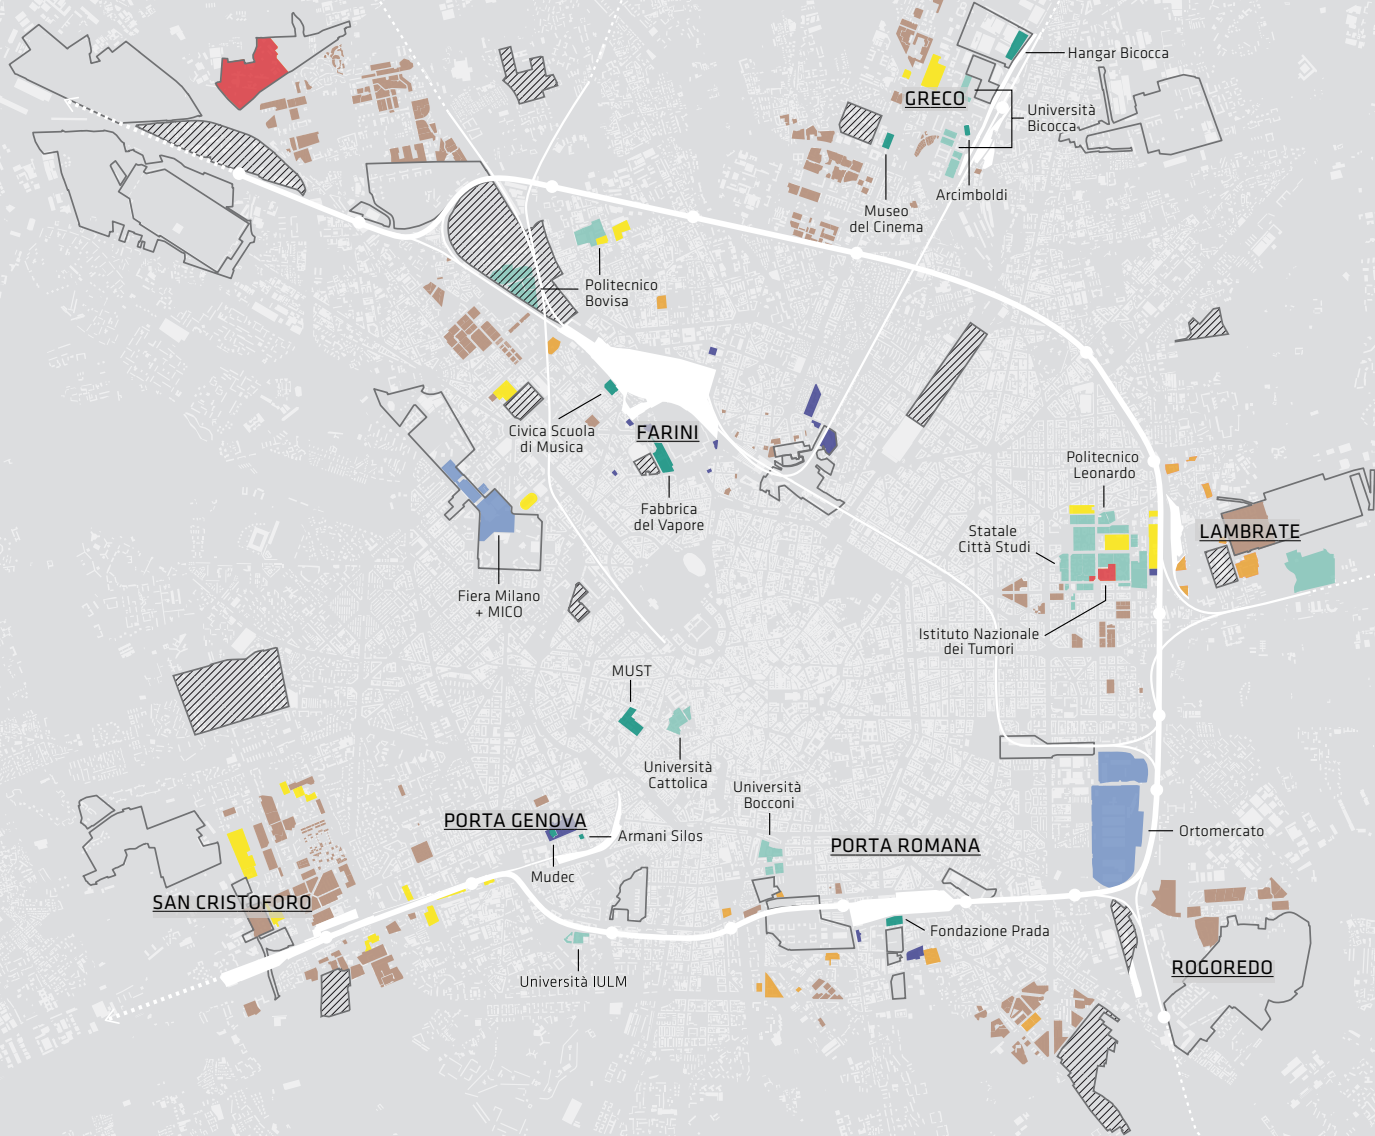 Hangar Bicocca
GRECO
Università
Bicocca
Arcimboldi
Museo
del Cinema
Politecnico
Bovisa
Civica Scuola
di Musica
FARINI
Politecnico
Leonardo
Fabbrica
del Vapore
Statale
Città Studi
LAMBRATE
Fiera Milano
+ MICO
Istituto Nazionale
dei Tumori
MUST
Università
Cattolica
Università
Bocconi
PORTA GENOVA
Armani Silos
Ortomercato
PORTA ROMANA
Mudec
SAN CRISTOFORO
Fondazione Prada
ROGOREDO
Università IULM